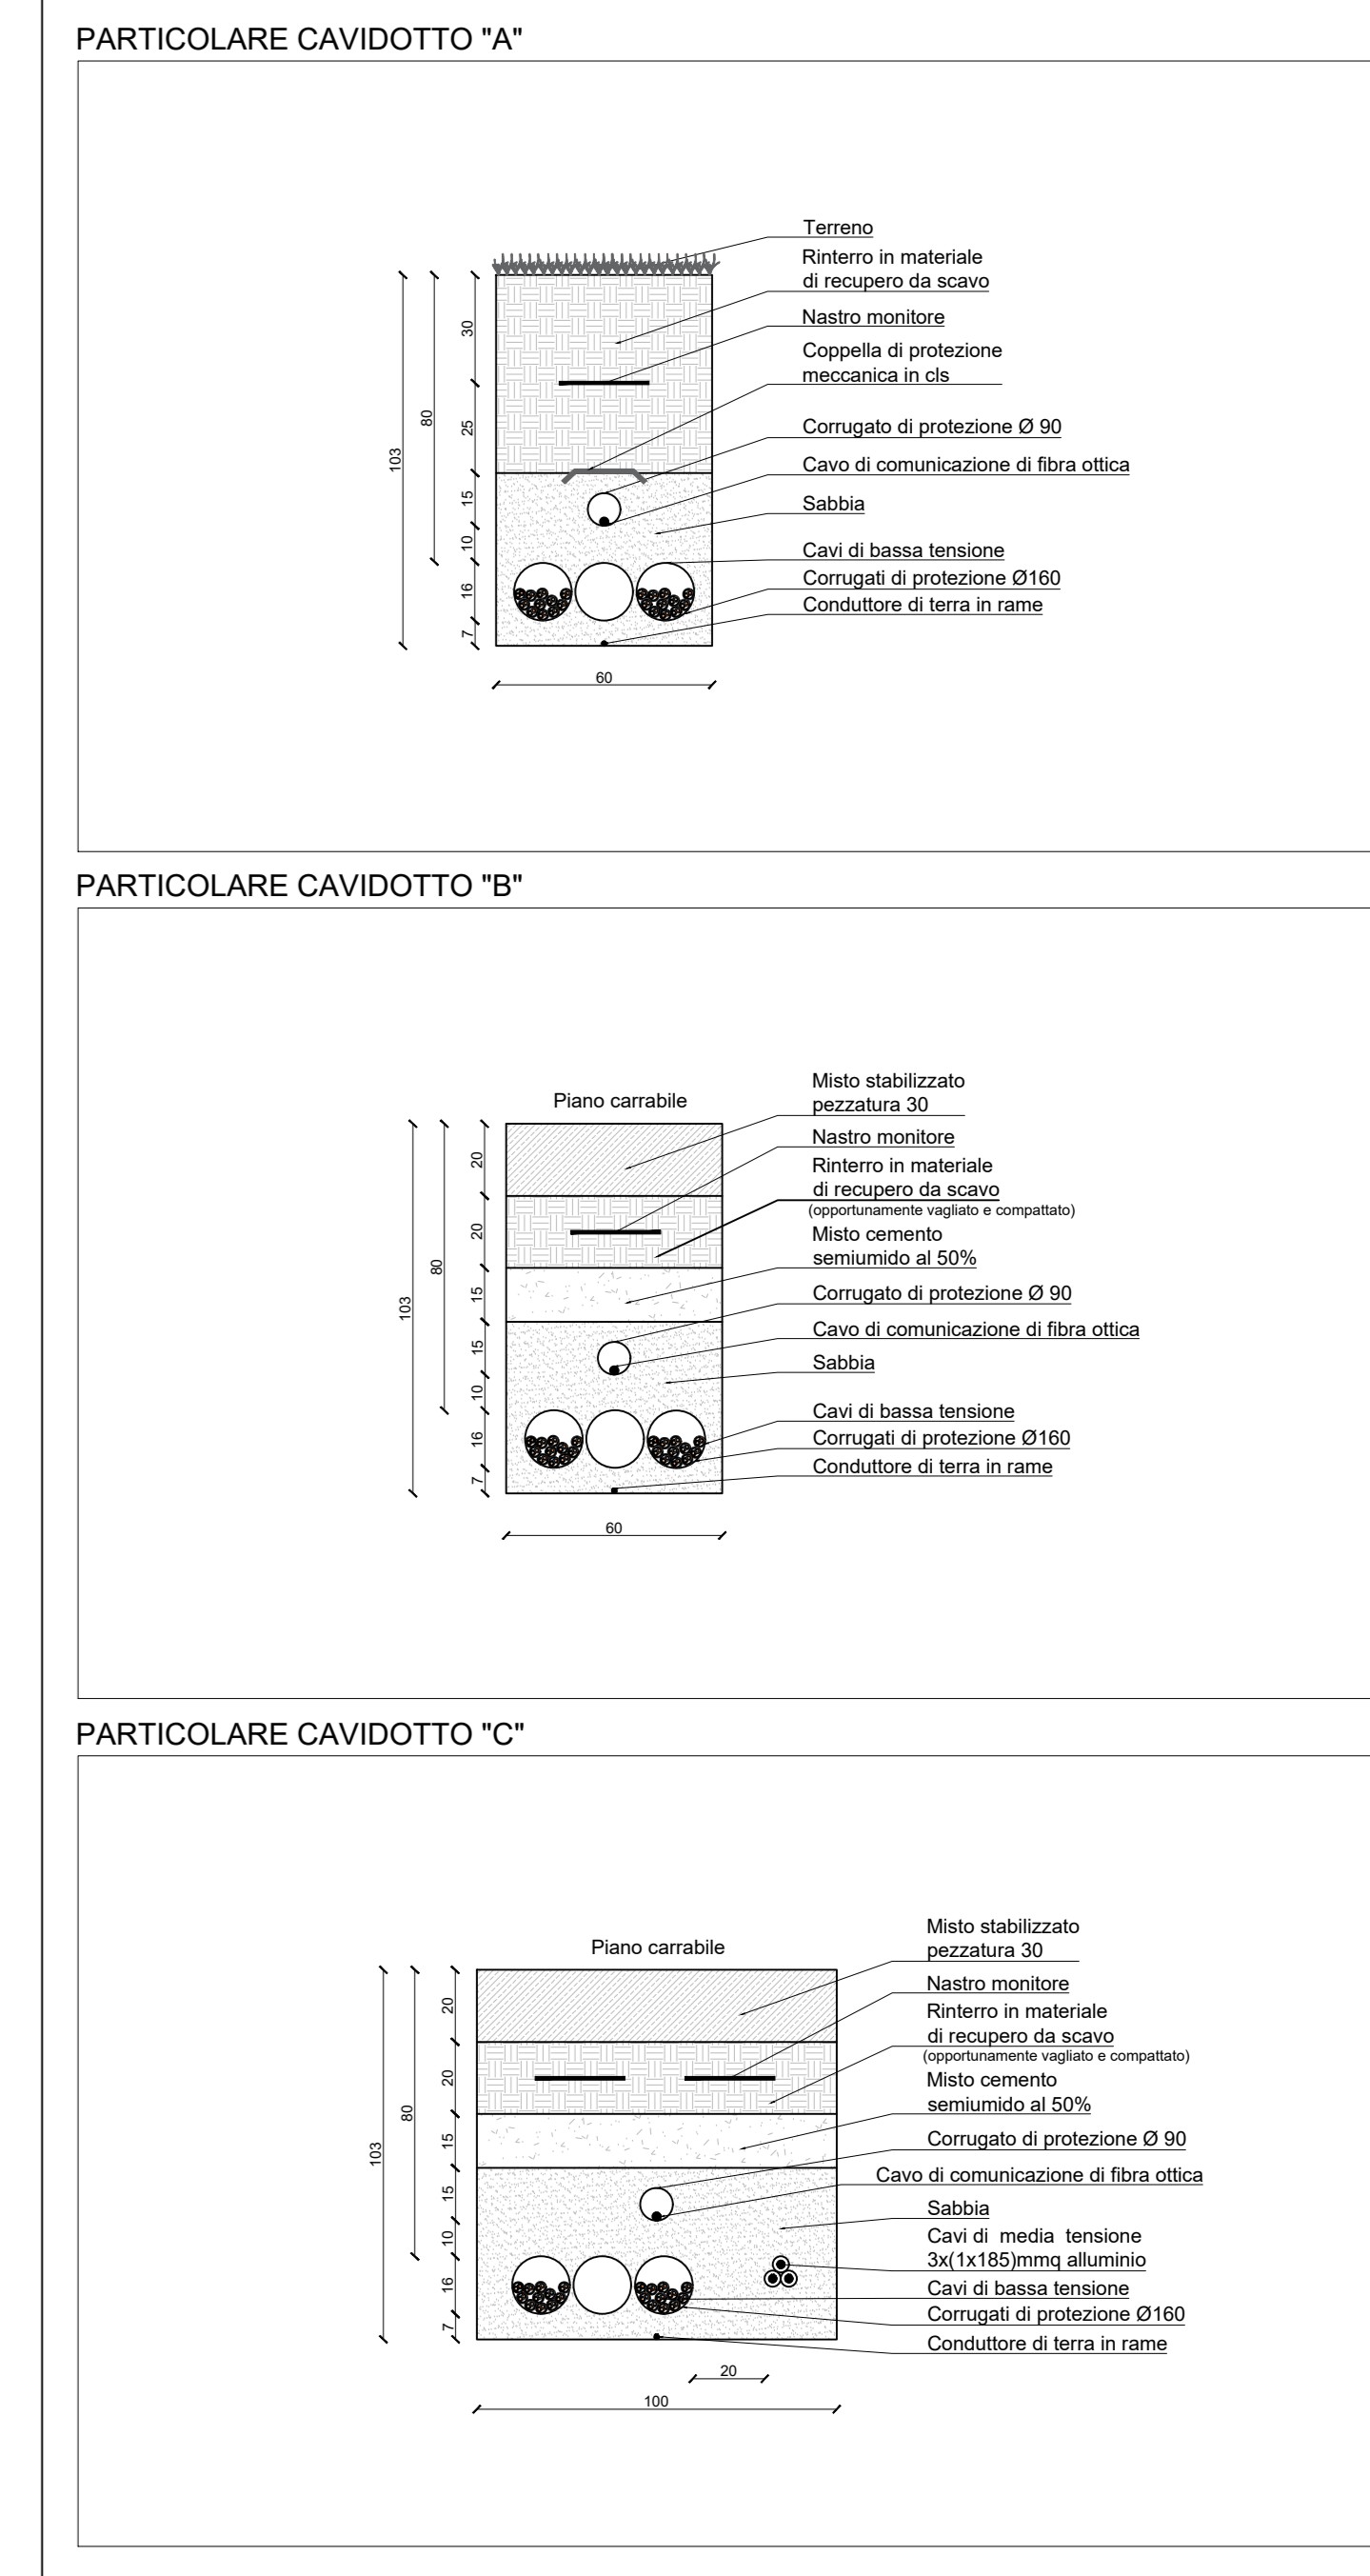 PARTICOLARE CAVIDOTTO "A"
Terreno
Rinterro in materiale
di recupero da scavo
Nastro monitore
Coppella di protezione
meccanica in cls
Corrugato di protezione Ø 90
Cavo di comunicazione di fibra ottica
Sabbia
Cavi di bassa tensione
Corrugati di protezione Ø160
Conduttore di terra in rame
103
80
30
25
15
10
16
7
60
PARTICOLARE CAVIDOTTO "B"
Piano carrabile
Misto stabilizzato
pezzatura 30
Nastro monitore
Rinterro in materiale
di recupero da scavo
(opportunamente vagliato e compattato)
Misto cemento
semiumido al 50%
Corrugato di protezione Ø 90
Cavo di comunicazione di fibra ottica
Sabbia
Cavi di bassa tensione
Corrugati di protezione Ø160
Conduttore di terra in rame
103
80
20
20
15
15
10
16
7
60
PARTICOLARE CAVIDOTTO "C"
Piano carrabile
Misto stabilizzato
pezzatura 30
Nastro monitore
Rinterro in materiale
di recupero da scavo
(opportunamente vagliato e compattato)
Misto cemento
semiumido al 50%
Corrugato di protezione Ø 90
Cavo di comunicazione di fibra ottica
Sabbia
Cavi di media tensione
3x(1x185)mmq alluminio
Cavi di bassa tensione
Corrugati di protezione Ø160
Conduttore di terra in rame
103
80
20
20
15
15
10
16
7
20
100